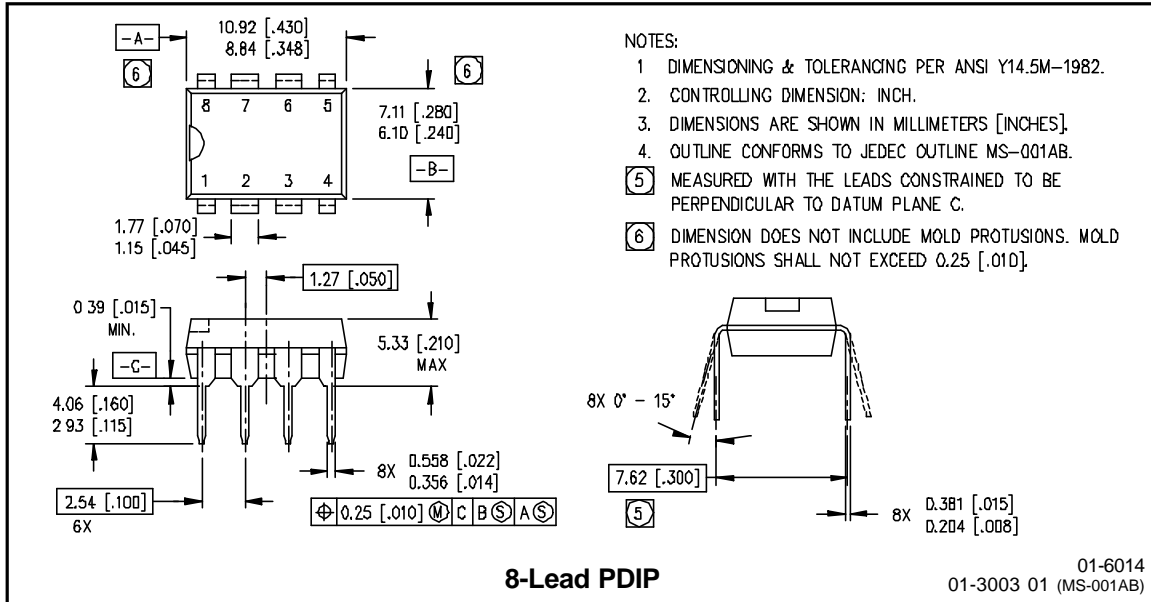 -A-
10.92 [.430]
8.84 [.348]
6
6
8 7 6 5
1 2 3 4
7.11 [.280]
6.10 [.240]
-B-
1.77 [.070]
1.15 [.045]
1.27 [.050]
0 39 [.015]
MIN.
-C-
5.33 [.210]
MAX
4.06 [.160]
2 93 [.115]
2.54 [.100]
6X
8X 0.558 [.022]
0.356 [.014]
⌖ 0.25 [.010] Ⓜ C B Ⓢ A Ⓢ
NOTES:
1 DIMENSIONING & TOLERANCING PER ANSI Y14.5M-1982.
2. CONTROLLING DIMENSION: INCH.
3. DIMENSIONS ARE SHOWN IN MILLIMETERS [INCHES].
4. OUTLINE CONFORMS TO JEDEC OUTLINE MS-001AB.
5 MEASURED WITH THE LEADS CONSTRAINED TO BE
PERPENDICULAR TO DATUM PLANE C.
6 DIMENSION DOES NOT INCLUDE MOLD PROTUSIONS. MOLD
PROTUSIONS SHALL NOT EXCEED 0.25 [.010].
8X 0° - 15°
7.62 [.300]
5
8X 0.381 [.015]
0.204 [.008]
8-Lead PDIP
01-6014
01-3003 01 (MS-001AB)